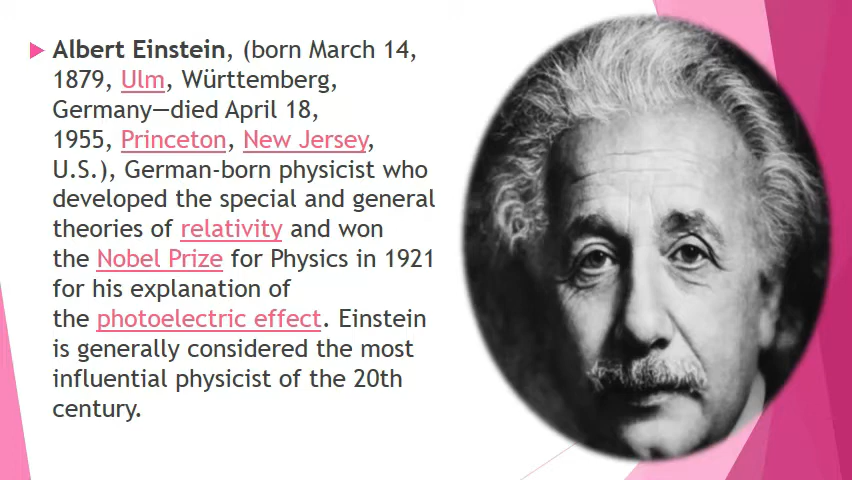 Albert Einstein, (born March 14,
1879, Ulm, Württemberg,
Germany—died April 18,
1955, Princeton, New Jersey,
U.S.), German-born physicist who
developed the special and general
theories of relativity and won
the Nobel Prize for Physics in 1921
for his explanation of
the photoelectric effect. Einstein
is generally considered the most
influential physicist of the 20th
century.